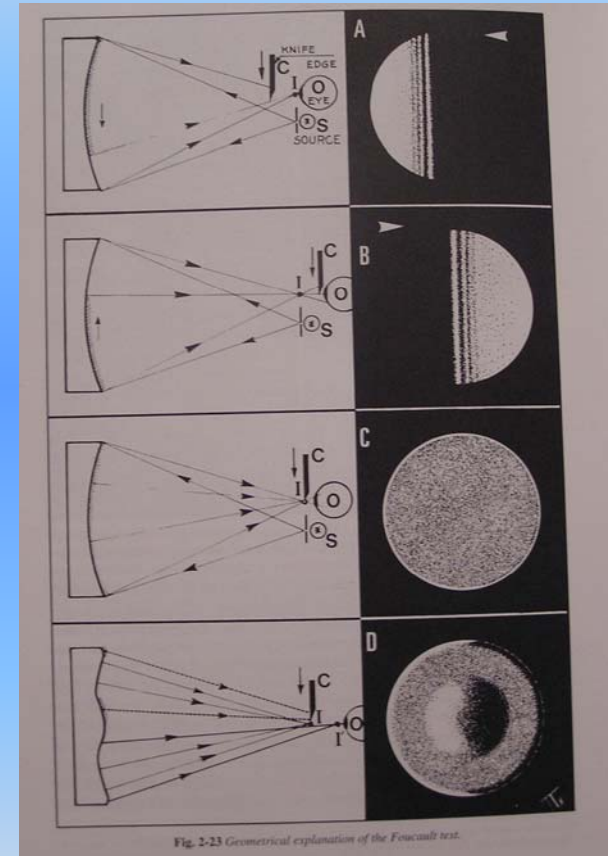 A
KNIFE
EDGE
C
I
O
EYE
S
SOURCE
B
C
I
O
S
C
C
I
O
S
D
C
I
I
O
Fig. 2-23 Geometrical explanation of the Foucault test.